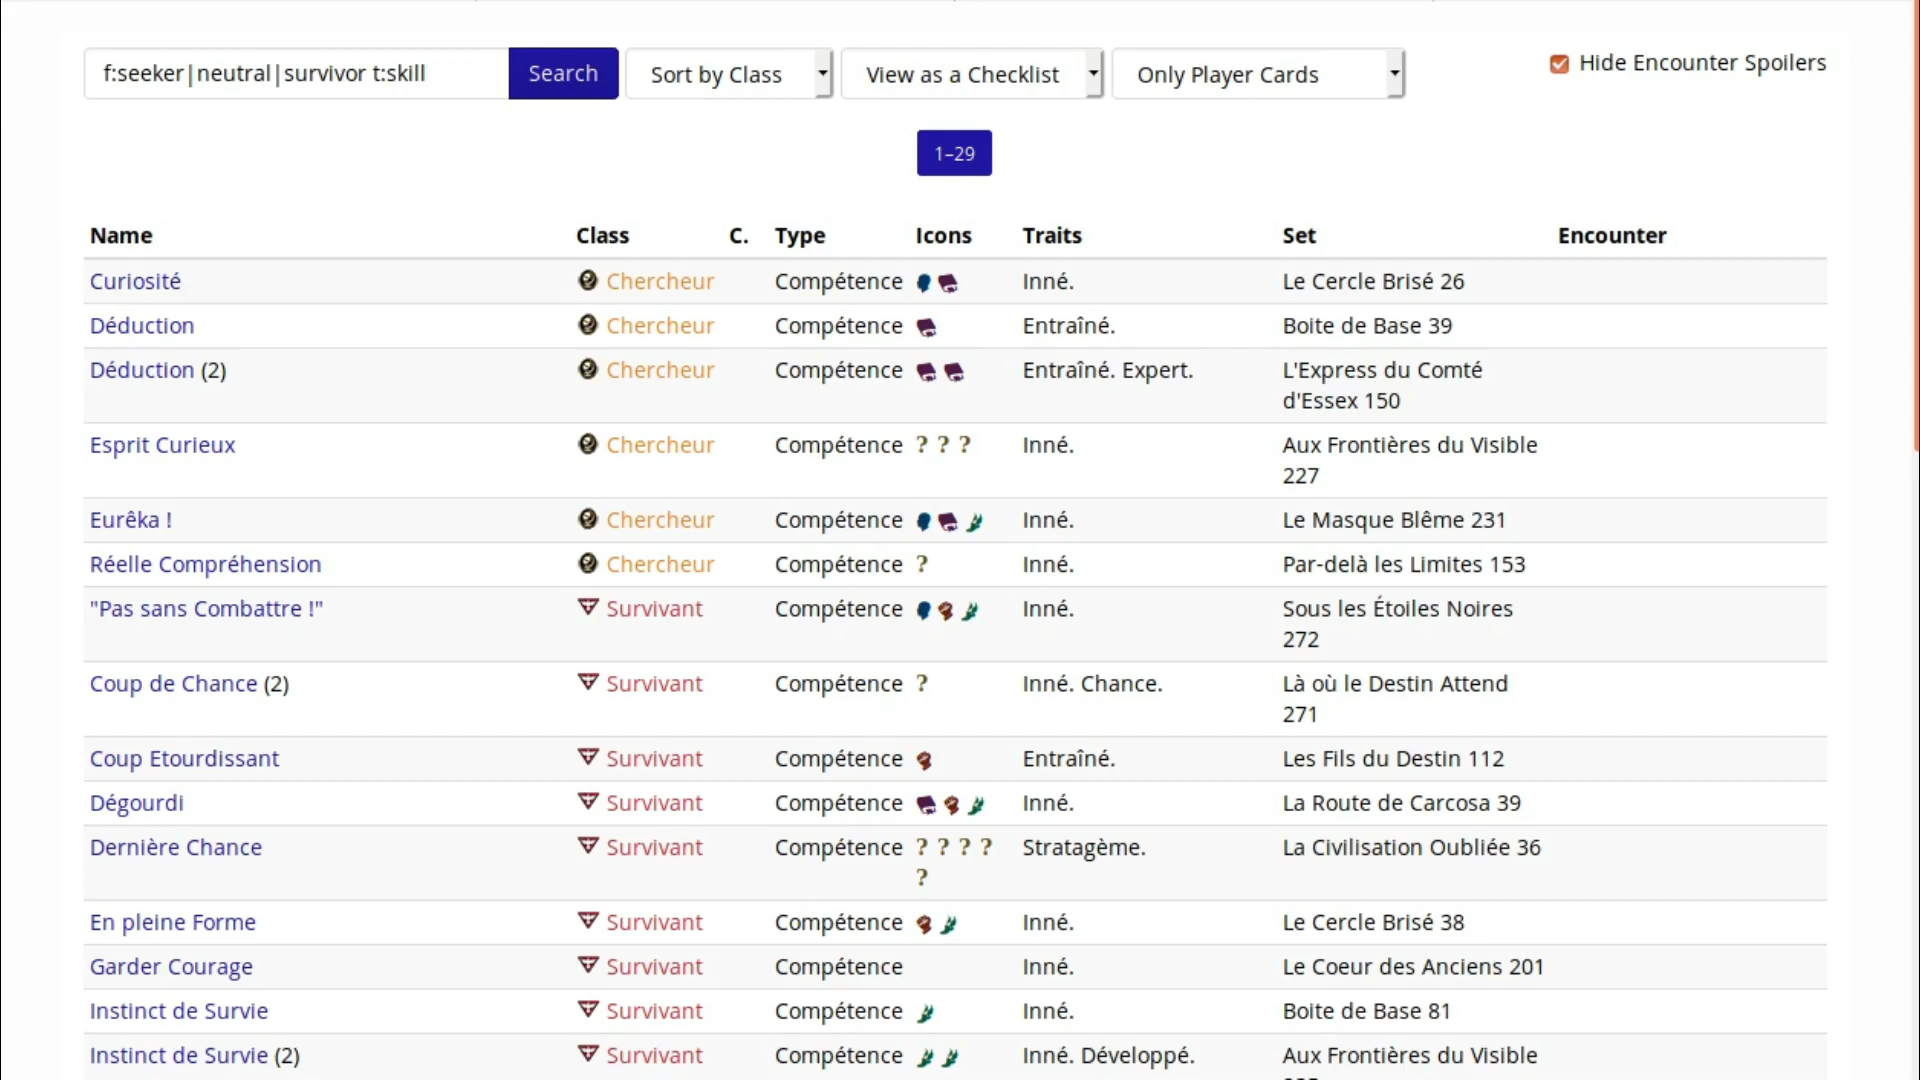 f:seeker|neutral|survivor t:skill Search Sort by Class View as a Checklist Only Player Cards Hide Encounter Spoilers
1–29
Name Class C. Type Icons Traits Set Encounter
Curiosité Chercheur Compétence Inné. Le Cercle Brisé 26
Déduction Chercheur Compétence Entraîné. Boite de Base 39
Déduction (2) Chercheur Compétence Entraîné. Expert. L'Express du Comté
d'Essex 150
Esprit Curieux Chercheur Compétence ? ? ? Inné. Aux Frontières du Visible
227
Eurêka ! Chercheur Compétence Inné. Le Masque Blême 231
Réelle Compréhension Chercheur Compétence ? Inné. Par-delà les Limites 153
"Pas sans Combattre !" Survivant Compétence Inné. Sous les Étoiles Noires
272
Coup de Chance (2) Survivant Compétence ? Inné. Chance. Là où le Destin Attend
271
Coup Etourdissant Survivant Compétence Entraîné. Les Fils du Destin 112
Dégourdi Survivant Compétence Inné. La Route de Carcosa 39
Dernière Chance Survivant Compétence ? ? ? ? Stratagème. La Civilisation Oubliée 36
?
En pleine Forme Survivant Compétence Inné. Le Cercle Brisé 38
Garder Courage Survivant Compétence Inné. Le Coeur des Anciens 201
Instinct de Survie Survivant Compétence Inné. Boite de Base 81
Instinct de Survie (2) Survivant Compétence Inné. Développé. Aux Frontières du Visible